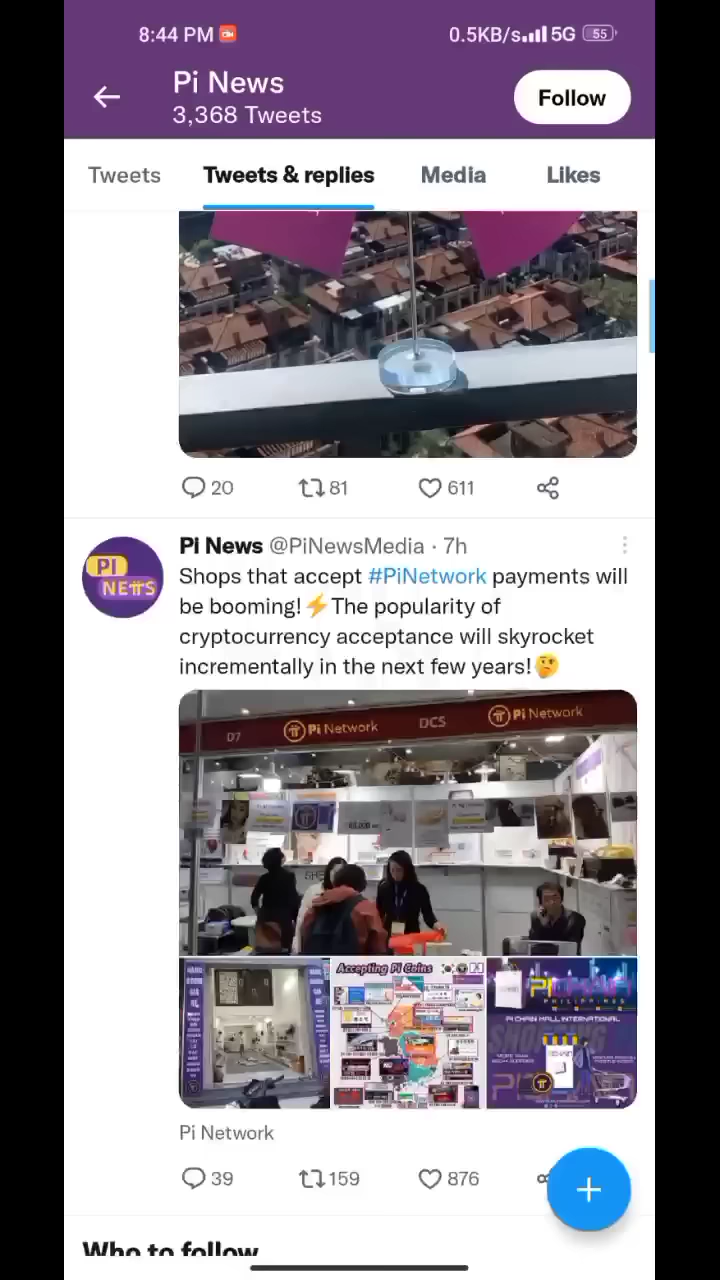 8:44 PM
0.5KB/s 5G 55
Pi News
3,368 Tweets
Follow
Tweets
Tweets & replies
Media
Likes
20
81
611
Pi News @PiNewsMedia · 7h
Shops that accept #PiNetwork payments will
be booming!⚡The popularity of
cryptocurrency acceptance will skyrocket
incrementally in the next few years!🤔
D7
Pi Network
DCS
Pi Network
Accepting Pi Coins
PI CHAIN
PHILIPPINES
PI CHAIN MALL INTERNATIONAL
Pi Network
39
159
876
Who to follow